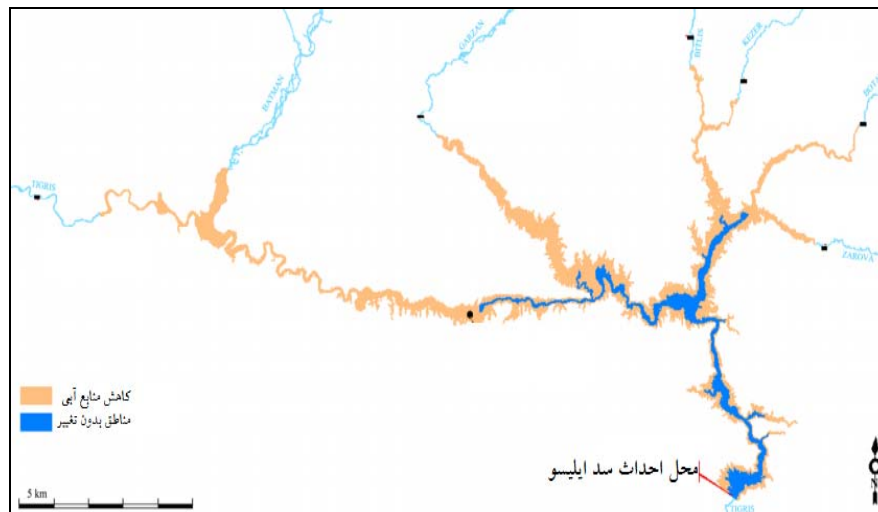 BATMAN
GARZAN
BITLIS
KEZER
TIGRIS
ZAROVA
کاهش منابع آبی
مناطق بدون تغییر
محل احداث سد ایلیسو
5 km
N
TIGRIS